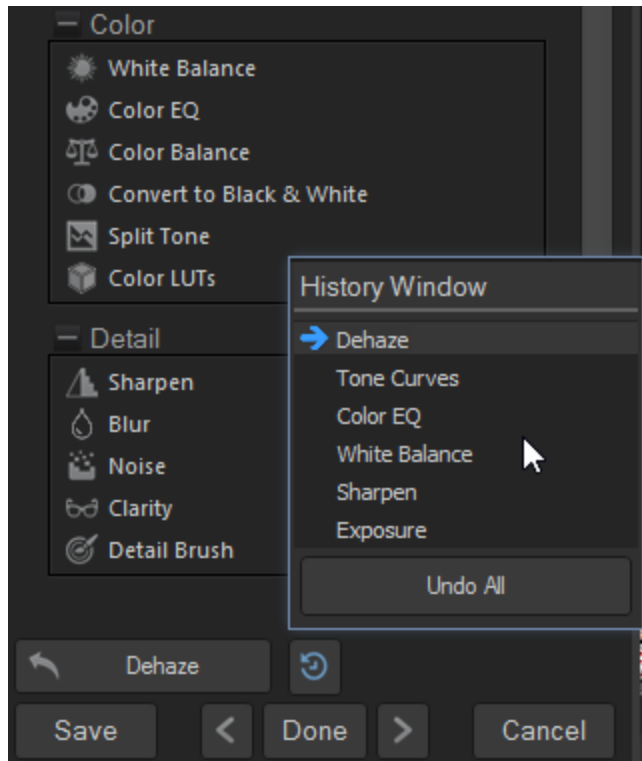 Color
White Balance
Color EQ
Color Balance
Convert to Black & White
Split Tone
Color LUTs
Detail
Sharpen
Blur
Noise
Clarity
Detail Brush
History Window
Dehaze
Tone Curves
Color EQ
White Balance
Sharpen
Exposure
Undo All
Dehaze
Save
<
Done
>
Cancel